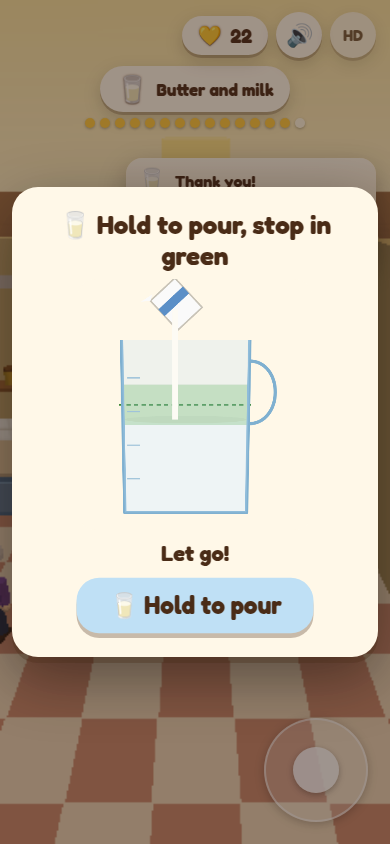 22
HD
Butter and milk
Thank you!
Hold to pour, stop in
green
Let go!
Hold to pour